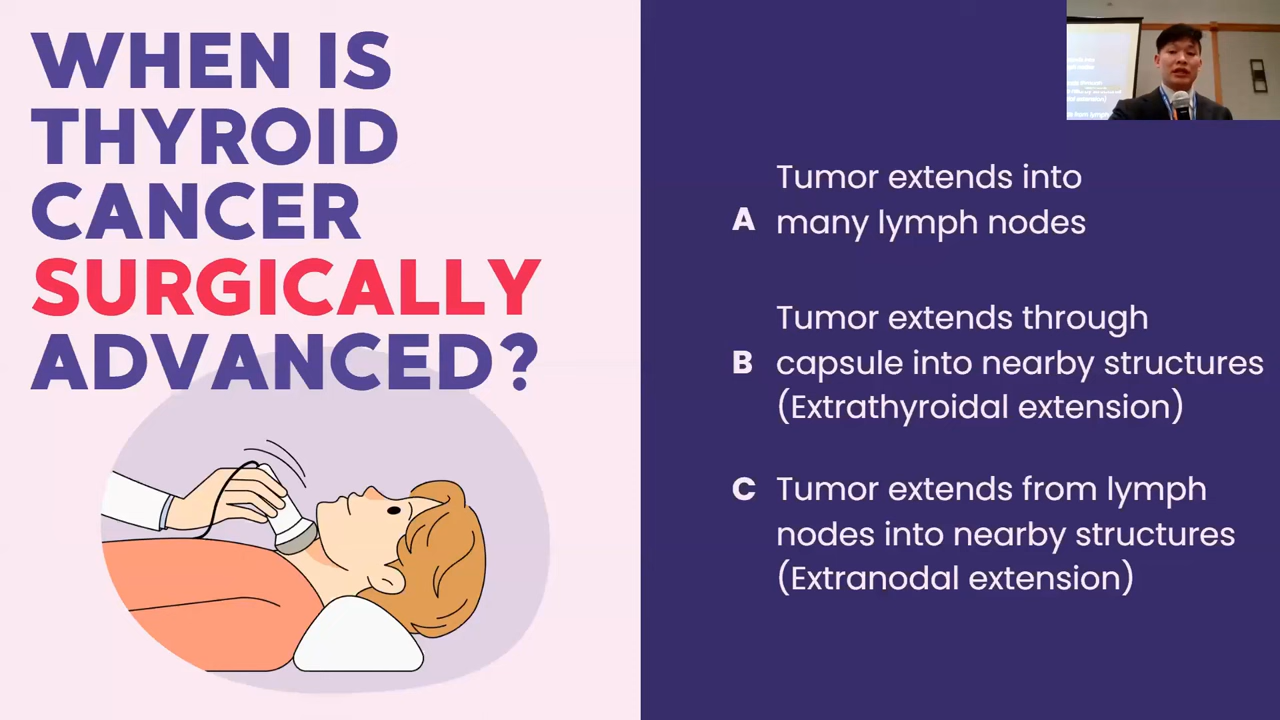 WHEN IS
THYROID
CANCER
SURGICALLY
ADVANCED?
Tumor extends into
A many lymph nodes
Tumor extends through
B capsule into nearby structures
(Extrathyroidal extension)
C Tumor extends from lymph
nodes into nearby structures
(Extranodal extension)